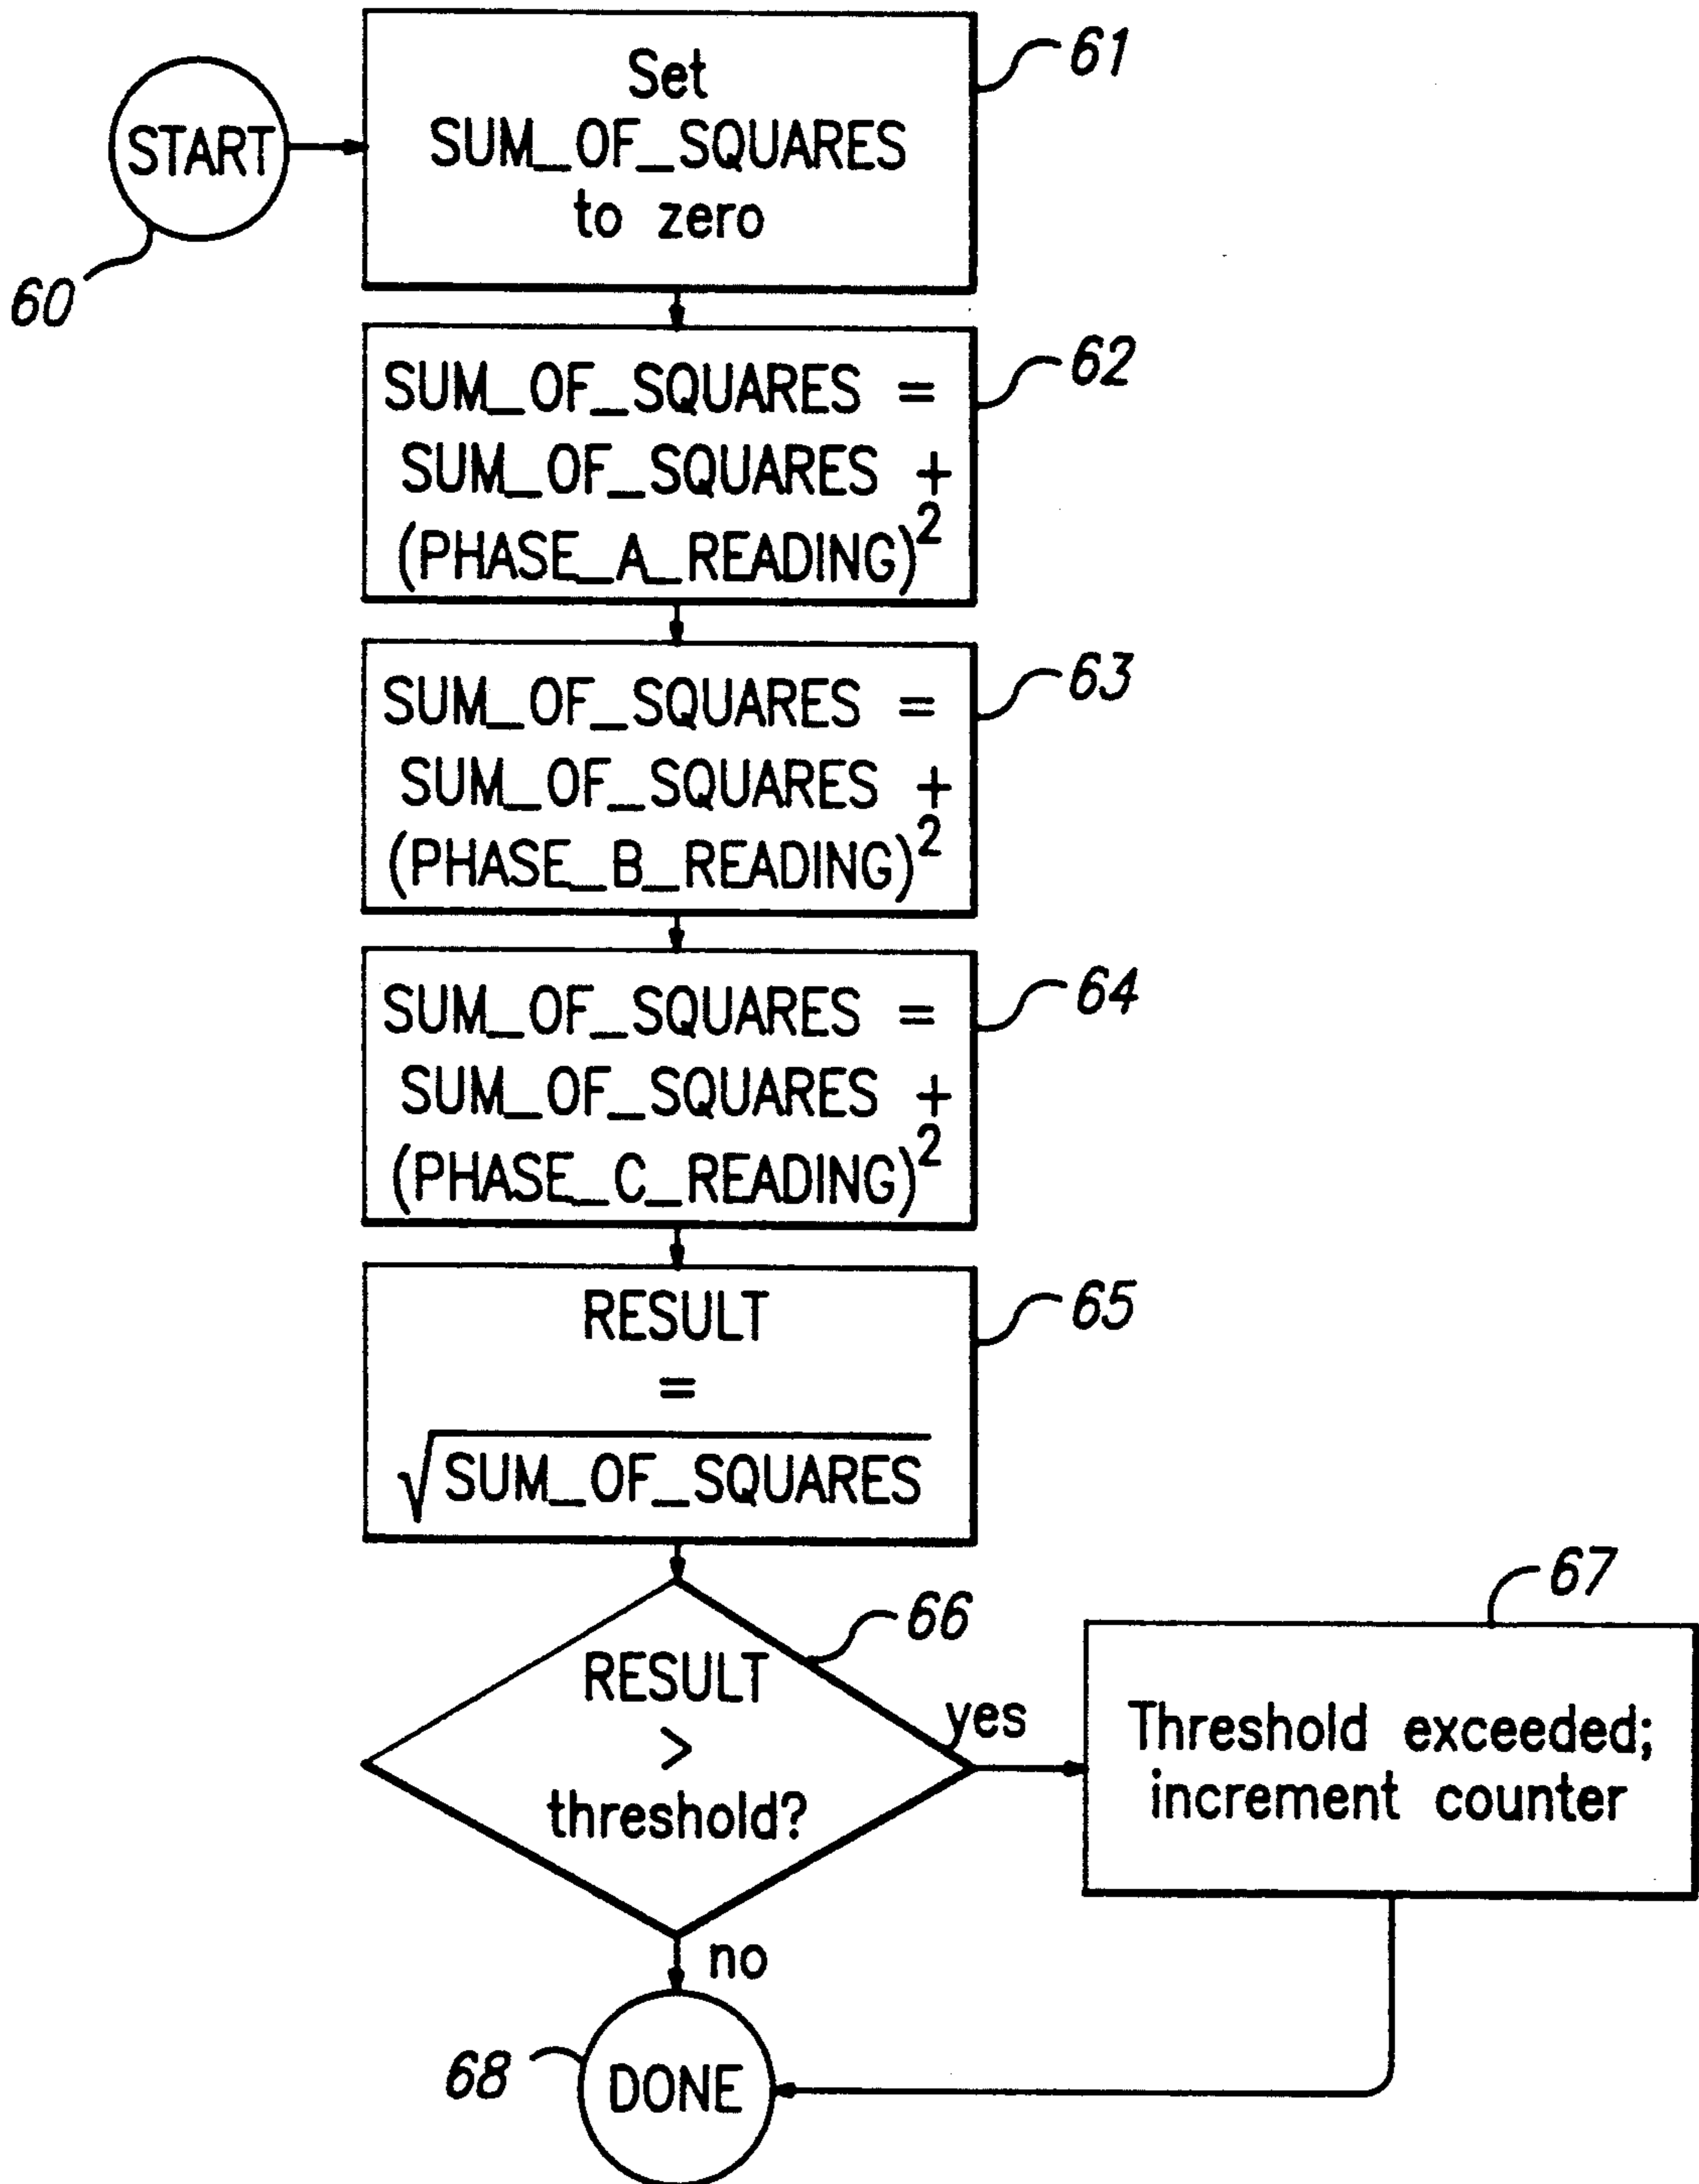 START
60
Set
SUM_OF_SQUARES
to zero
61
SUM_OF_SQUARES =
SUM_OF_SQUARES +
(PHASE_A_READING)²
62
SUM_OF_SQUARES =
SUM_OF_SQUARES +
(PHASE_B_READING)²
63
SUM_OF_SQUARES =
SUM_OF_SQUARES +
(PHASE_C_READING)²
64
RESULT
=
√SUM_OF_SQUARES
65
RESULT
>
threshold?
66
yes
Threshold exceeded;
increment counter
67
no
DONE
68